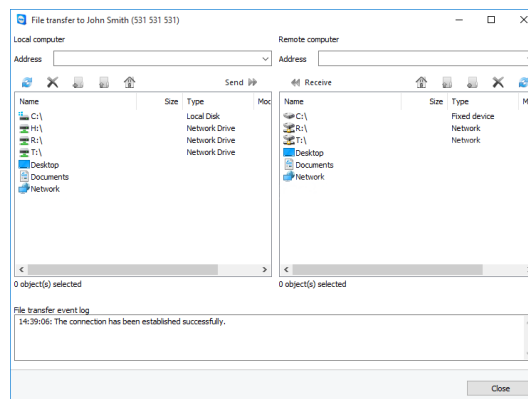 File transfer to John Smith (531 531 531)
Local computer
Remote computer
Address
Address
Send
Receive
Name Size Type Moc
Name Size Type M
C:\ Local Disk
H:\ Network Drive
R:\ Network Drive
T:\ Network Drive
Desktop
Documents
Network
C:\ Fixed device
R:\ Network
T:\ Network
Desktop
Documents
Network
0 object(s) selected
0 object(s) selected
File transfer event log
14:39:06: The connection has been established successfully.
Close